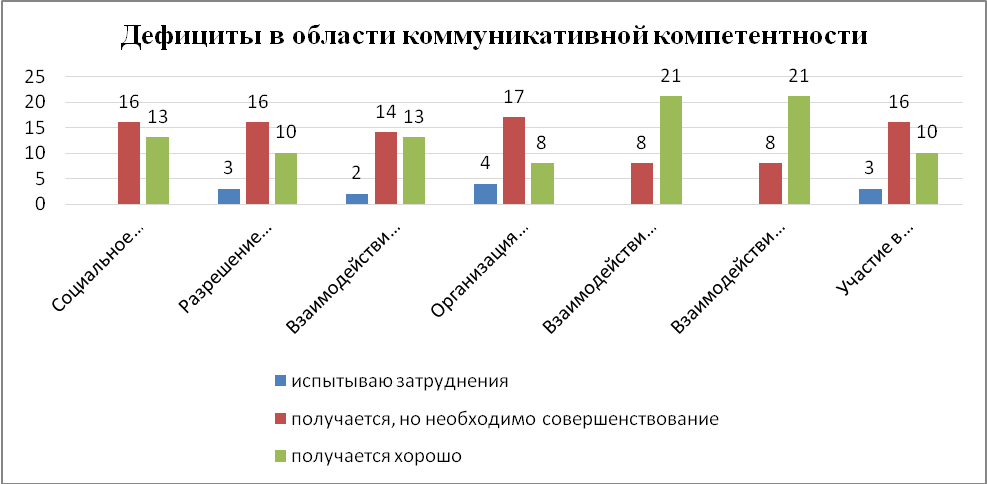 Дефициты в области коммуникативной компетентности
25
20
15
10
5
0
16
13
3
16
10
2
14
13
4
17
8
8
21
8
21
3
16
10
Социальное...
Разрешение...
Взаимодействи...
Организация...
Взаимодействи...
Взаимодействи...
Участие в...
испытываю затруднения
получается, но необходимо совершенствование
получается хорошо